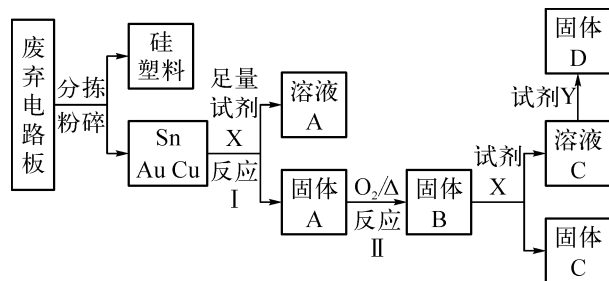 废弃电路板
分拣
粉碎
硅
塑料
Sn
Au Cu
足量
试剂
X
反应
Ⅰ
溶液
A
固体
A
O₂/Δ
反应
Ⅱ
固体
B
试剂
X
溶液
C
试剂Y
固体
D
固体
C